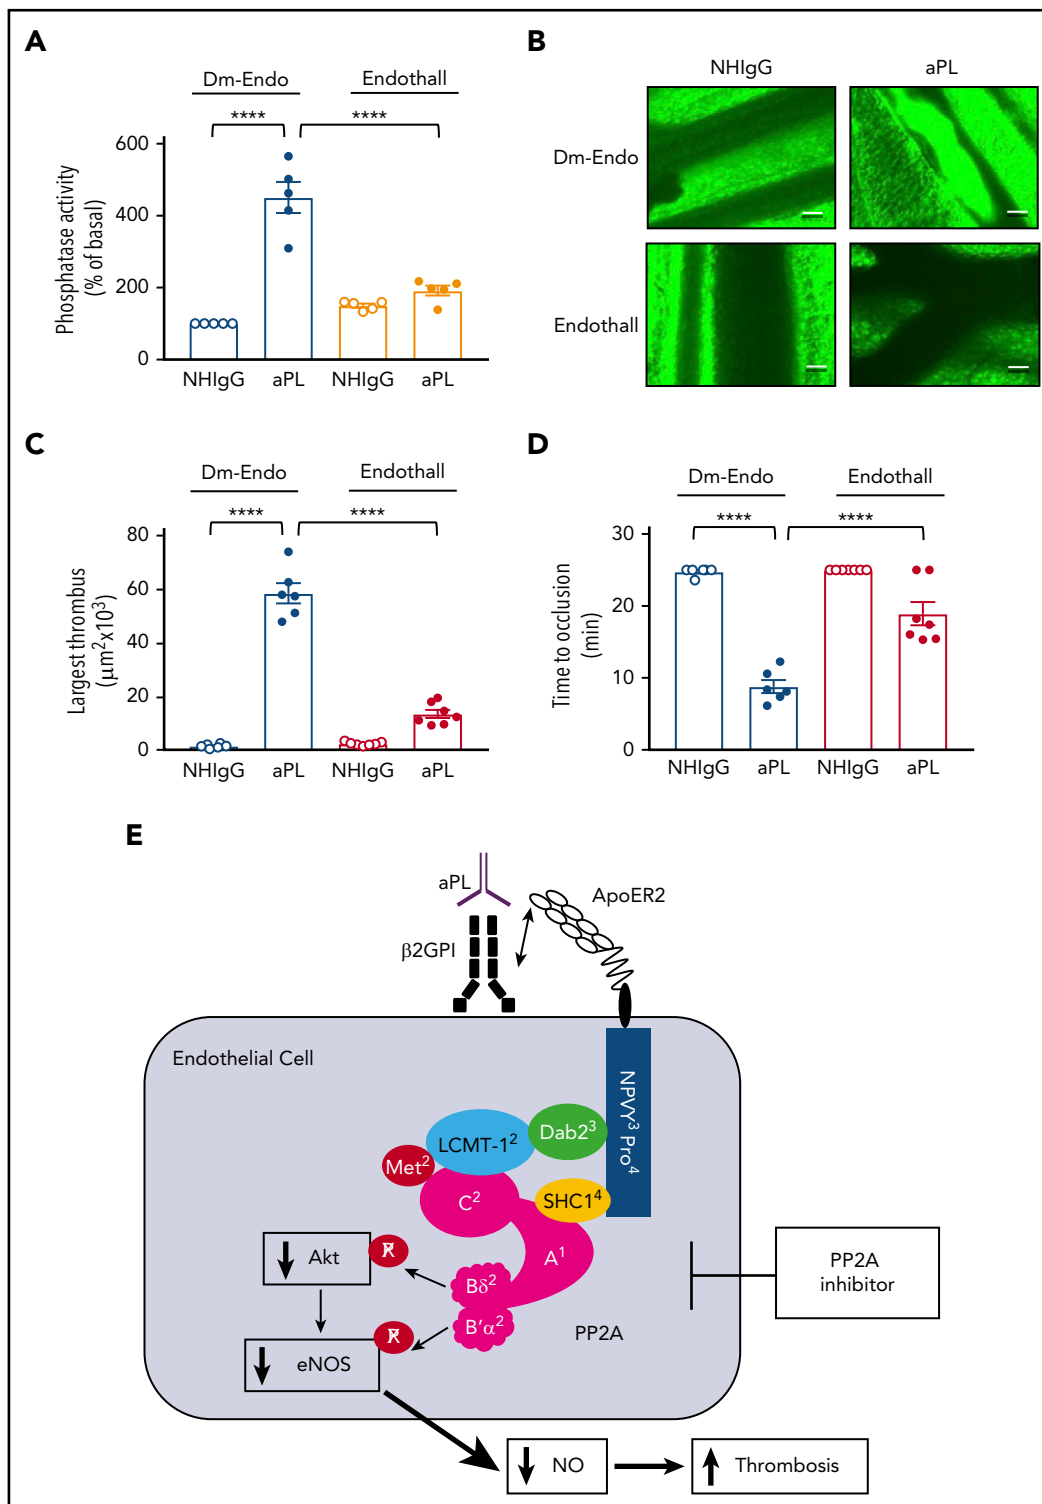 A
Dm-Endo
Endothall
****
****
Phosphatase activity
(% of basal)
600
400
200
0
NHIgG
aPL
NHIgG
aPL
B
NHIgG
aPL
Dm-Endo
Endothall
C
Dm-Endo
Endothall
****
****
Largest thrombus
(μm²x10³)
80
60
40
20
0
NHIgG
aPL
NHIgG
aPL
D
Dm-Endo
Endothall
****
****
Time to occlusion
(min)
30
20
10
0
NHIgG
aPL
NHIgG
aPL
E
aPL
ApoER2
β2GPI
Endothelial Cell
NPVY³ Pro⁴
Dab2³
LCMT-1²
Met²
C²
SHC1⁴
A¹
Akt
P
Bδ²
B'α²
P
eNOS
PP2A
PP2A
inhibitor
NO
Thrombosis